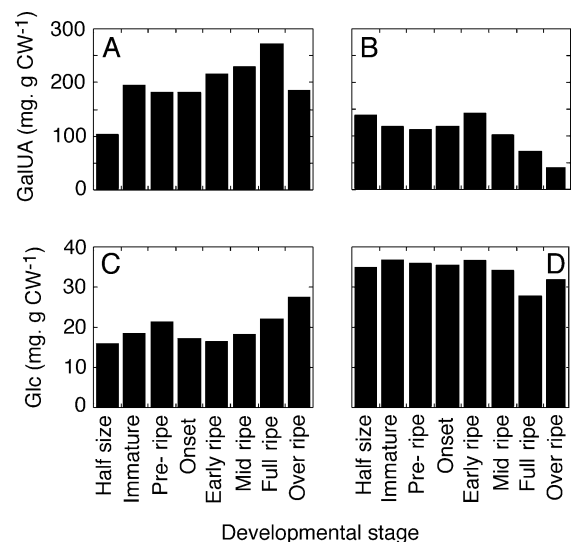 GalUA (mg. g CW-1)
300
200
100
0
A
B
Glc (mg. g CW-1)
40
30
20
10
0
C
D
Half size
Immature
Pre- ripe
Onset
Early ripe
Mid ripe
Full ripe
Over ripe
Half size
Immature
Pre- ripe
Onset
Early ripe
Mid ripe
Full ripe
Over ripe
Developmental stage